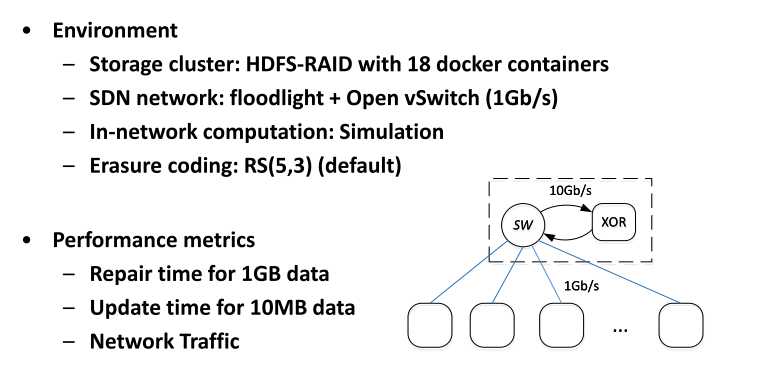 • Environment
– Storage cluster: HDFS-RAID with 18 docker containers
– SDN network: floodlight + Open vSwitch (1Gb/s)
– In-network computation: Simulation
– Erasure coding: RS(5,3) (default)
• Performance metrics
– Repair time for 1GB data
– Update time for 10MB data
– Network Traffic
10Gb/s
SW
XOR
1Gb/s
...